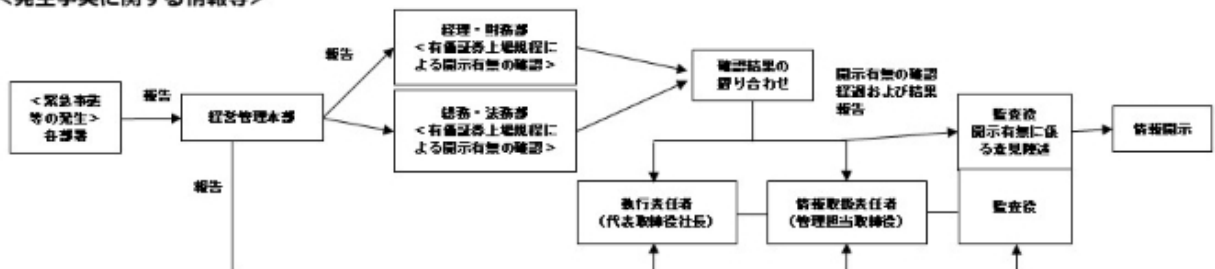 <発生事実に関する情報等>
経理・財務部
<有価証券上場規程に
よる開示有無の確認>
報告
確認結果の
摺り合わせ
開示有無の確認
経過および結果
報告
<緊急事態
等の発生>
各部署
報告
経営管理本部
総務・法務部
<有価証券上場規程に
よる開示有無の確認>
監査役
開示有無に係
る意見陳述
情報開示
報告
執行責任者
(代表取締役社長)
情報取扱責任者
(管理担当取締役)
監査役